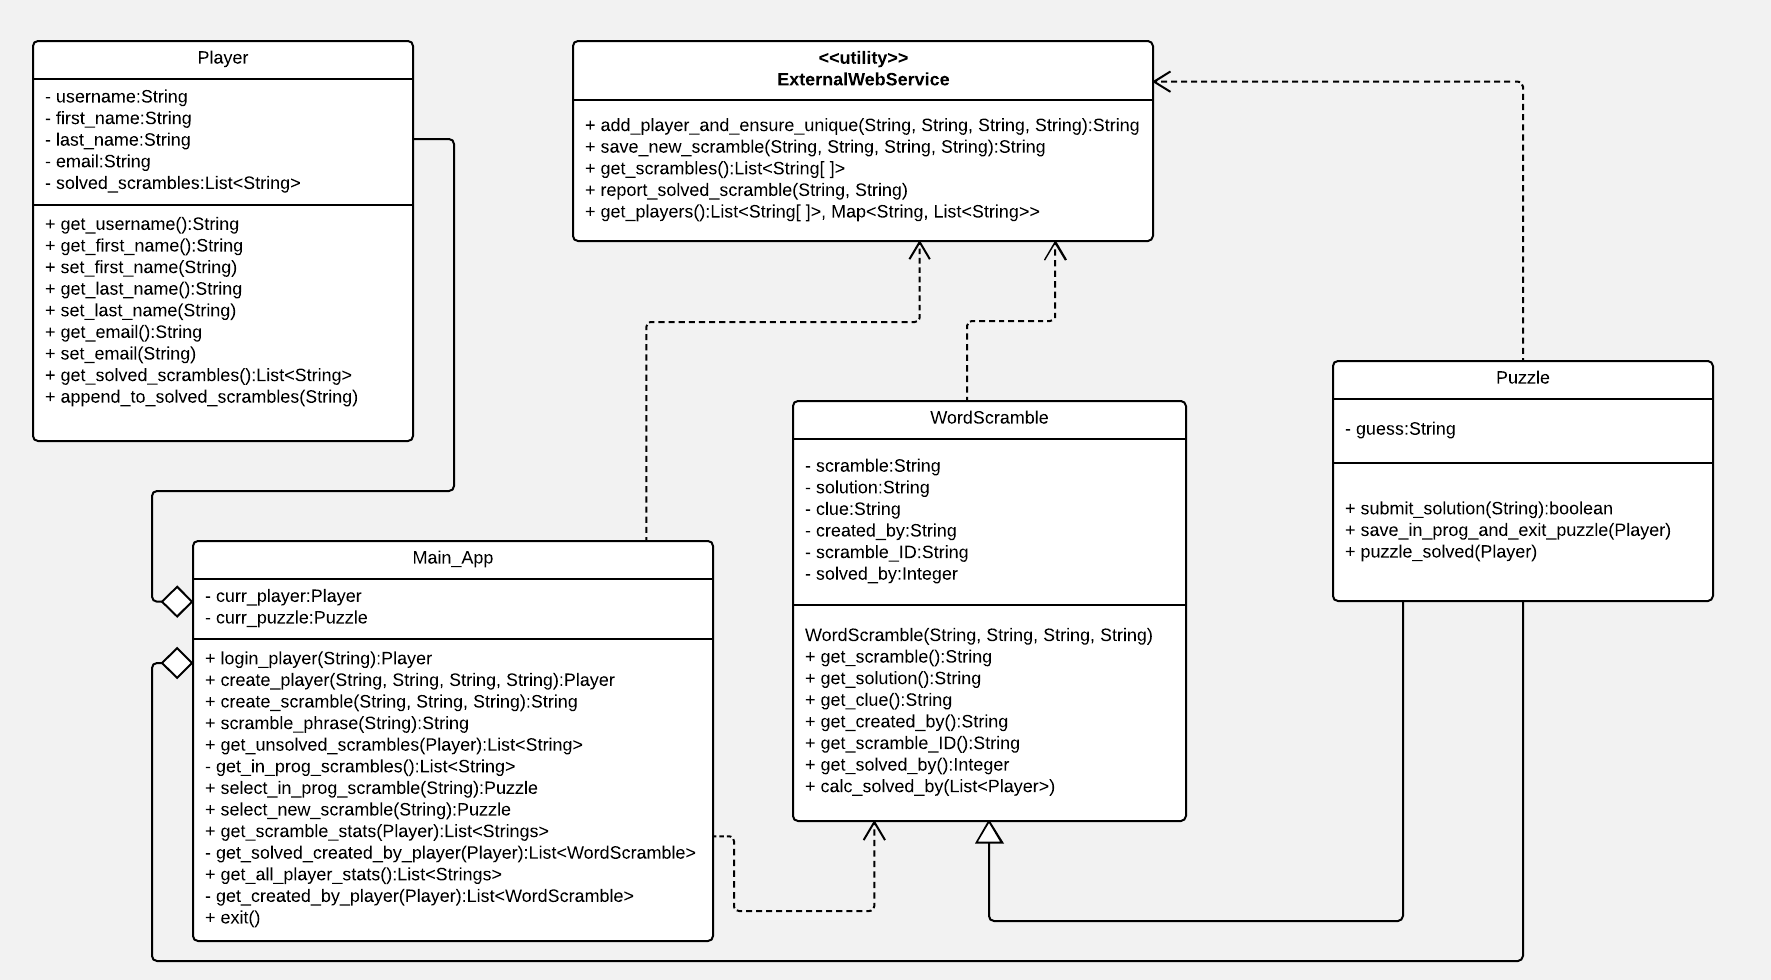 Player
- username:String
- first_name:String
- last_name:String
- email:String
- solved_scrambles:List<String>
+ get_username():String
+ get_first_name():String
+ set_first_name(String)
+ get_last_name():String
+ set_last_name(String)
+ get_email():String
+ set_email(String)
+ get_solved_scrambles():List<String>
+ append_to_solved_scrambles(String)
<<utility>>
ExternalWebService
+ add_player_and_ensure_unique(String, String, String, String):String
+ save_new_scramble(String, String, String, String):String
+ get_scrambles():List<String[ ]>
+ report_solved_scramble(String, String)
+ get_players():List<String[ ]>, Map<String, List<String>>
Puzzle
- guess:String
+ submit_solution(String):boolean
+ save_in_prog_and_exit_puzzle(Player)
+ puzzle_solved(Player)
WordScramble
- scramble:String
- solution:String
- clue:String
- created_by:String
- scramble_ID:String
- solved_by:Integer
WordScramble(String, String, String, String)
+ get_scramble():String
+ get_solution():String
+ get_clue():String
+ get_created_by():String
+ get_scramble_ID():String
+ get_solved_by():Integer
+ calc_solved_by(List<Player>)
Main_App
- curr_player:Player
- curr_puzzle:Puzzle
+ login_player(String):Player
+ create_player(String, String, String, String):Player
+ create_scramble(String, String, String):String
+ scramble_phrase(String):String
+ get_unsolved_scrambles(Player):List<String>
- get_in_prog_scrambles():List<String>
+ select_in_prog_scramble(String):Puzzle
+ select_new_scramble(String):Puzzle
+ get_scramble_stats(Player):List<Strings>
- get_solved_created_by_player(Player):List<WordScramble>
+ get_all_player_stats():List<Strings>
- get_created_by_player(Player):List<WordScramble>
+ exit()